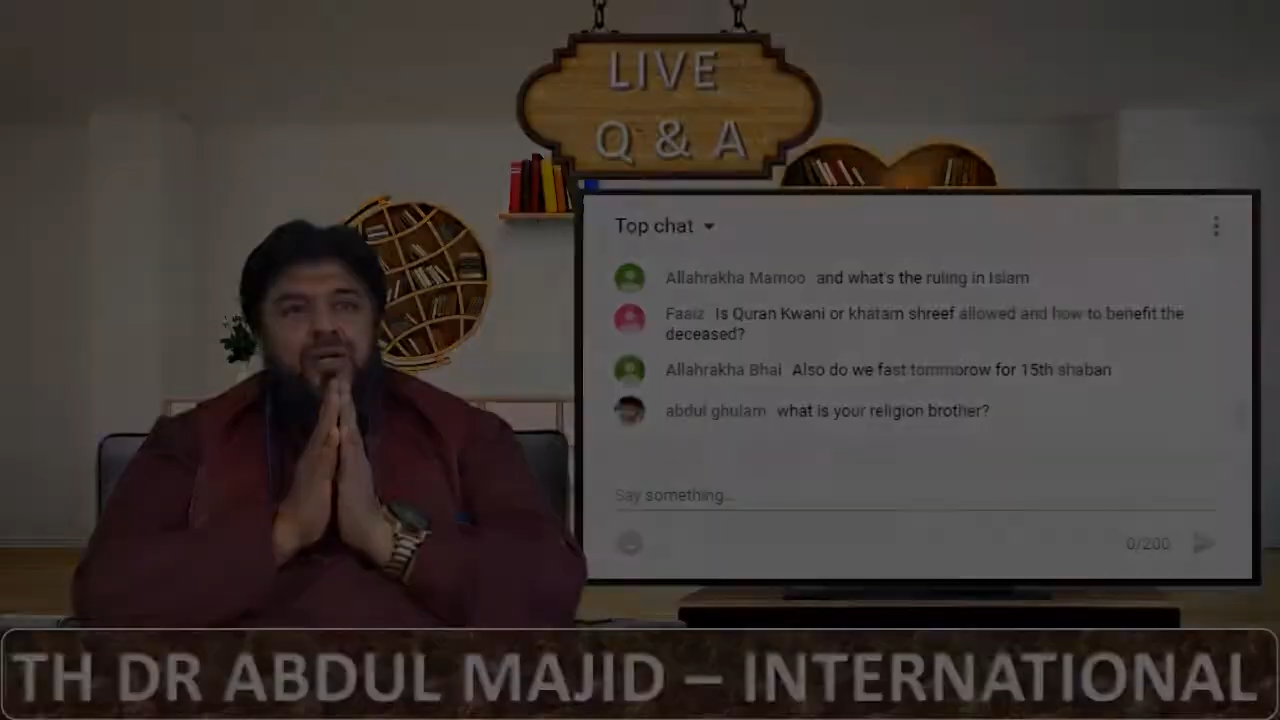 LIVE
Q & A
Top chat
Allahrakha Mamoo and what's the ruling in Islam
Faaiz Is Quran Kwani or khatam shreef allowed and how to benefit the
deceased?
Allahrakha Bhai Also do we fast tommorow for 15th shaban
abdul ghulam what is your religion brother?
Say something...
0/200
TH DR ABDUL MAJID – INTERNATIONAL